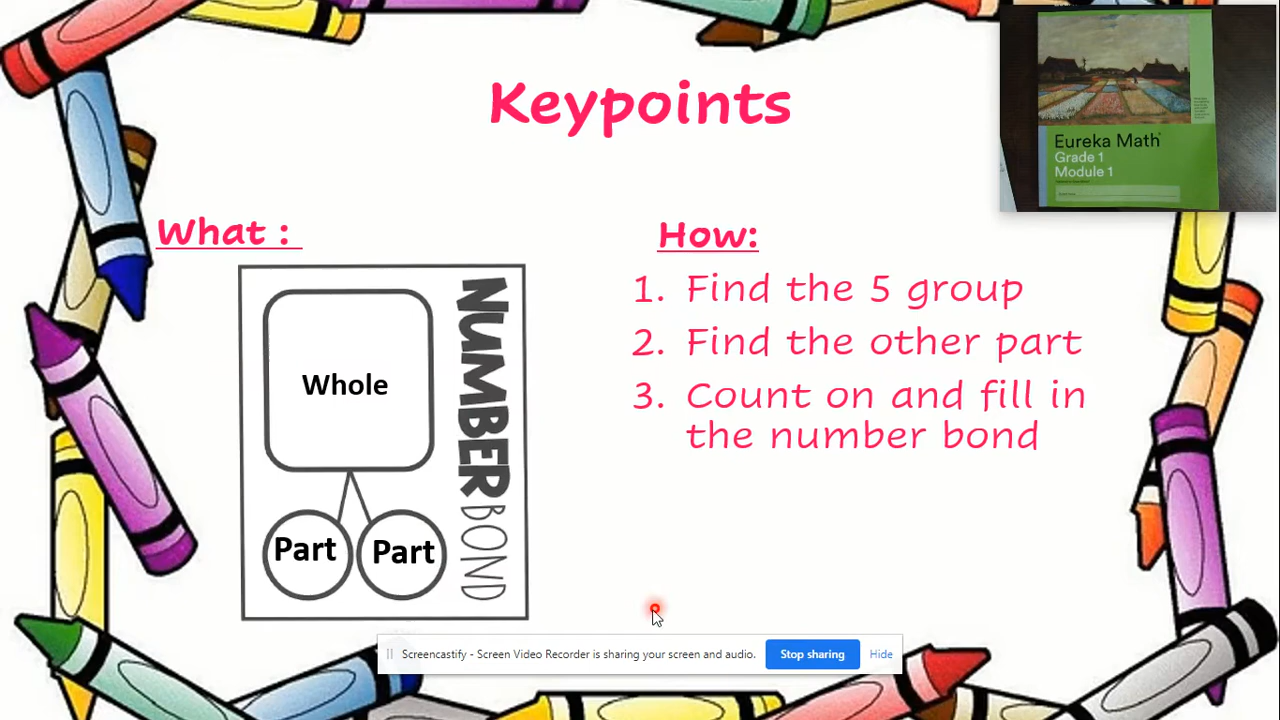 Keypoints
Eureka Math
Grade 1
Module 1
What :
How:
Whole
Part
Part
NUMBER BOND
1. Find the 5 group
2. Find the other part
3. Count on and fill in
the number bond
Screencastify - Screen Video Recorder is sharing your screen and audio.
Stop sharing
Hide